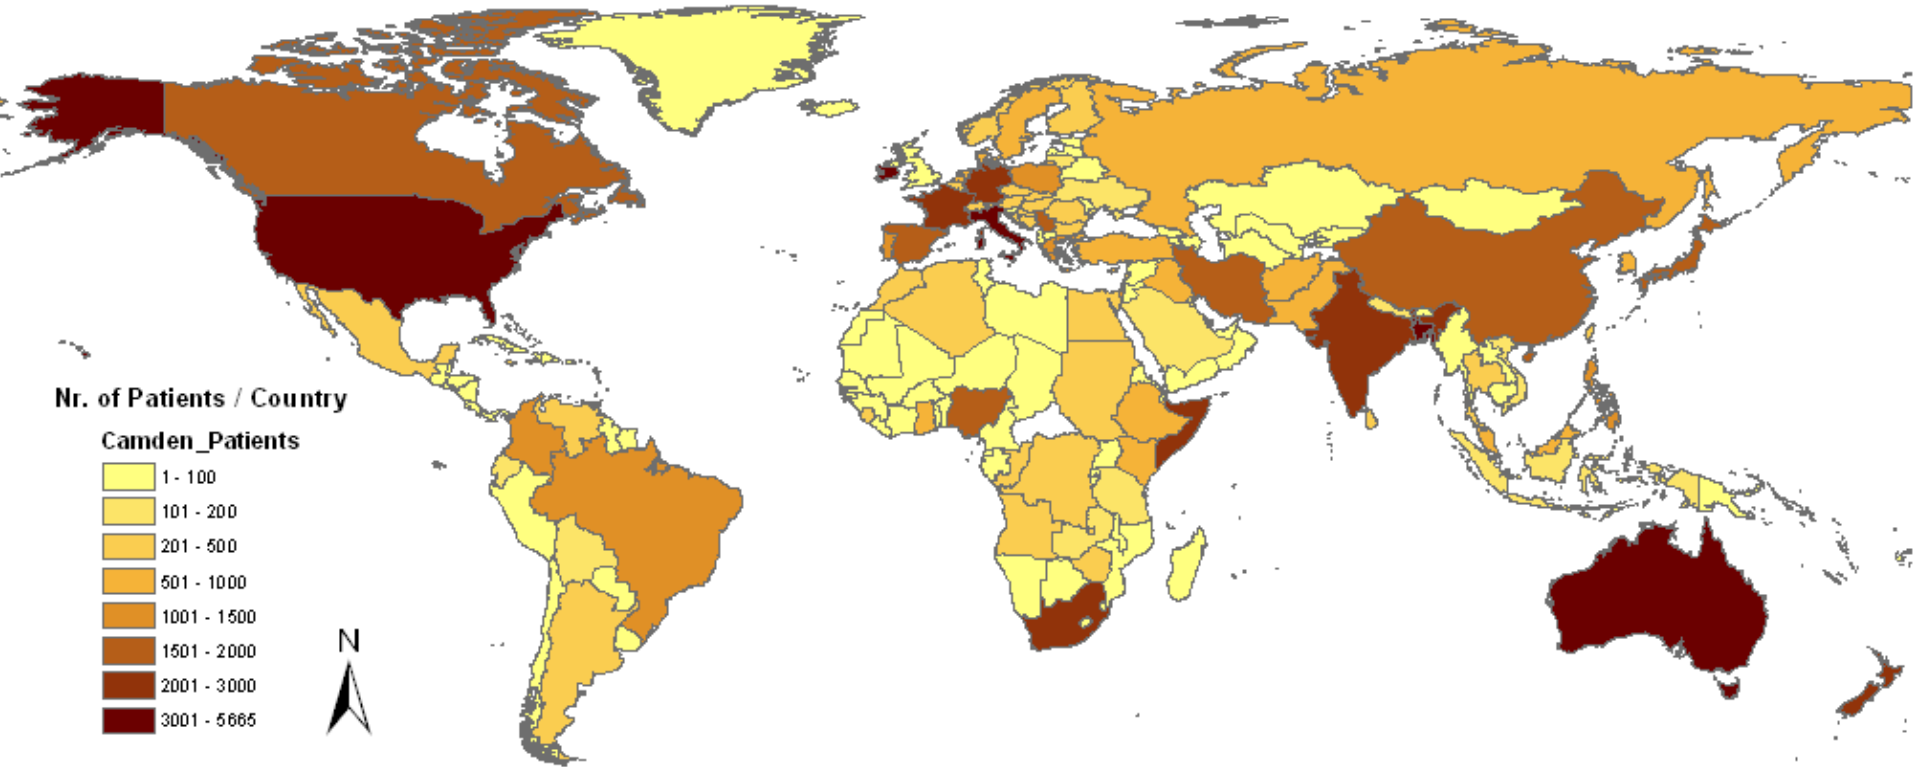 Nr. of Patients / Country
Camden_Patients
1 - 100
101 - 200
201 - 500
501 - 1000
1001 - 1500
1501 - 2000
2001 - 3000
3001 - 5665
N